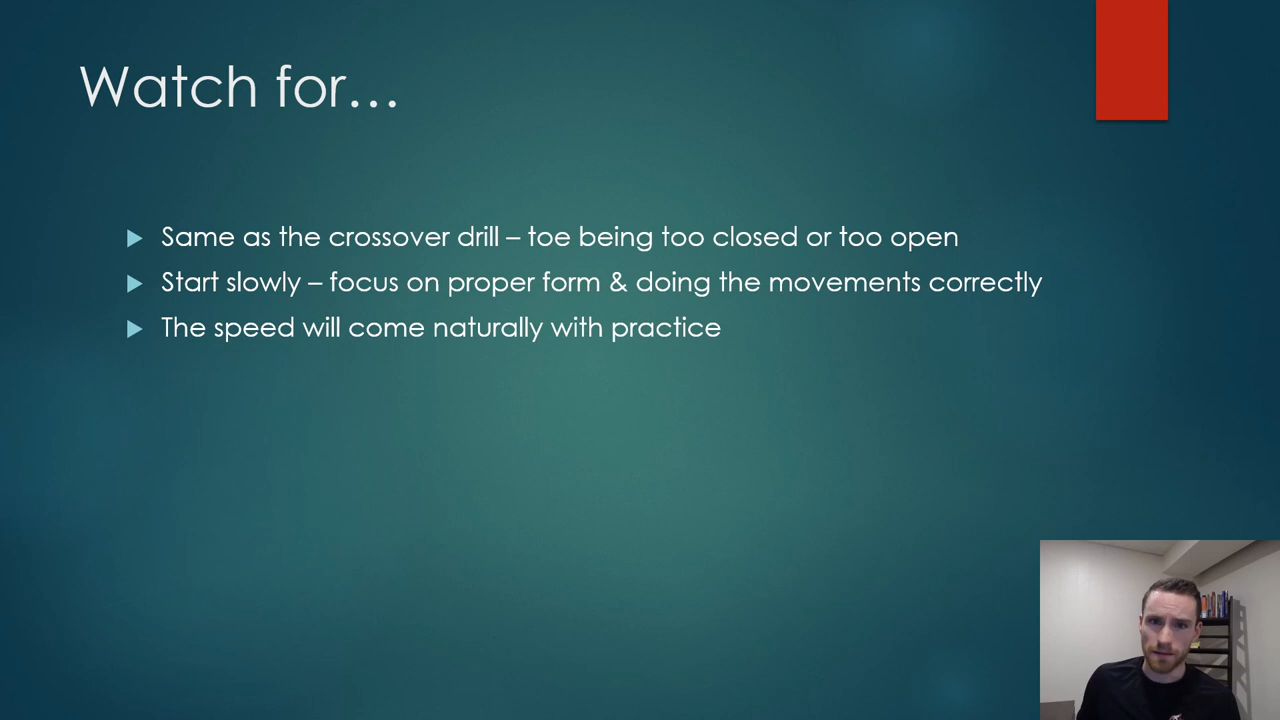 Watch for…
Same as the crossover drill – toe being too closed or too open
Start slowly – focus on proper form & doing the movements correctly
The speed will come naturally with practice